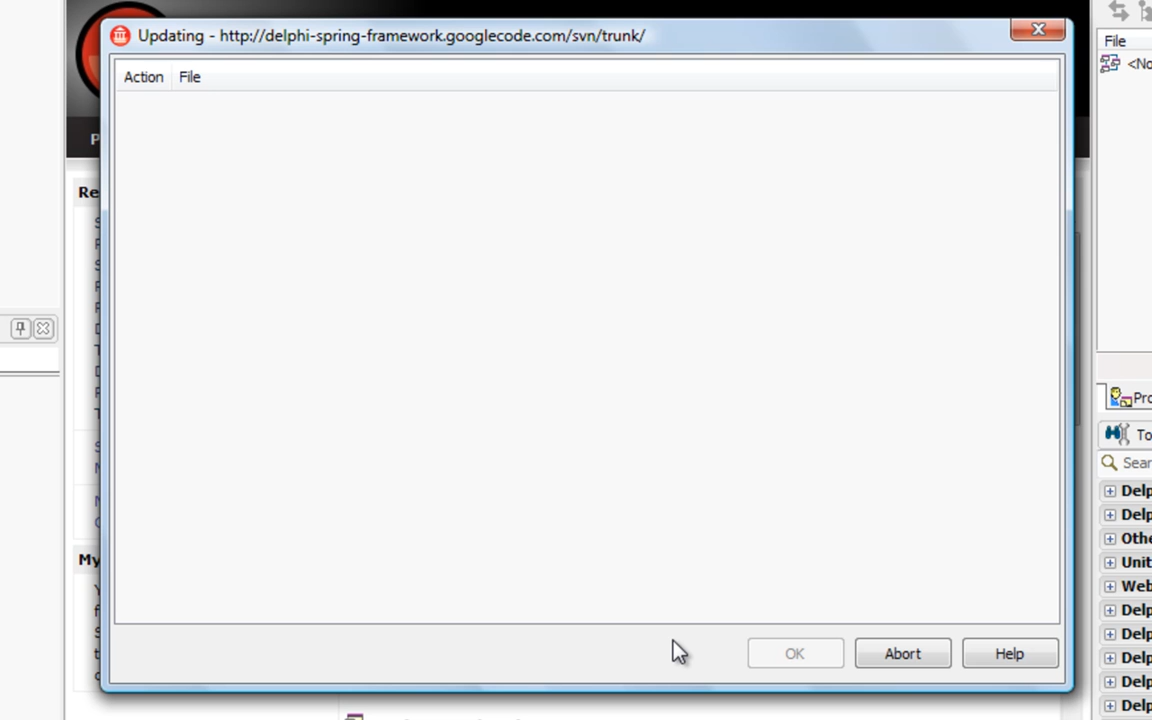 Updating - http://delphi-spring-framework.googlecode.com/svn/trunk/
Action File
OK Abort Help
File
<No
P
Re
My
Pro
To
Sear
Delp
Delp
Othe
Unit
Web
Delp
Delp
Delp
Delp
Delp